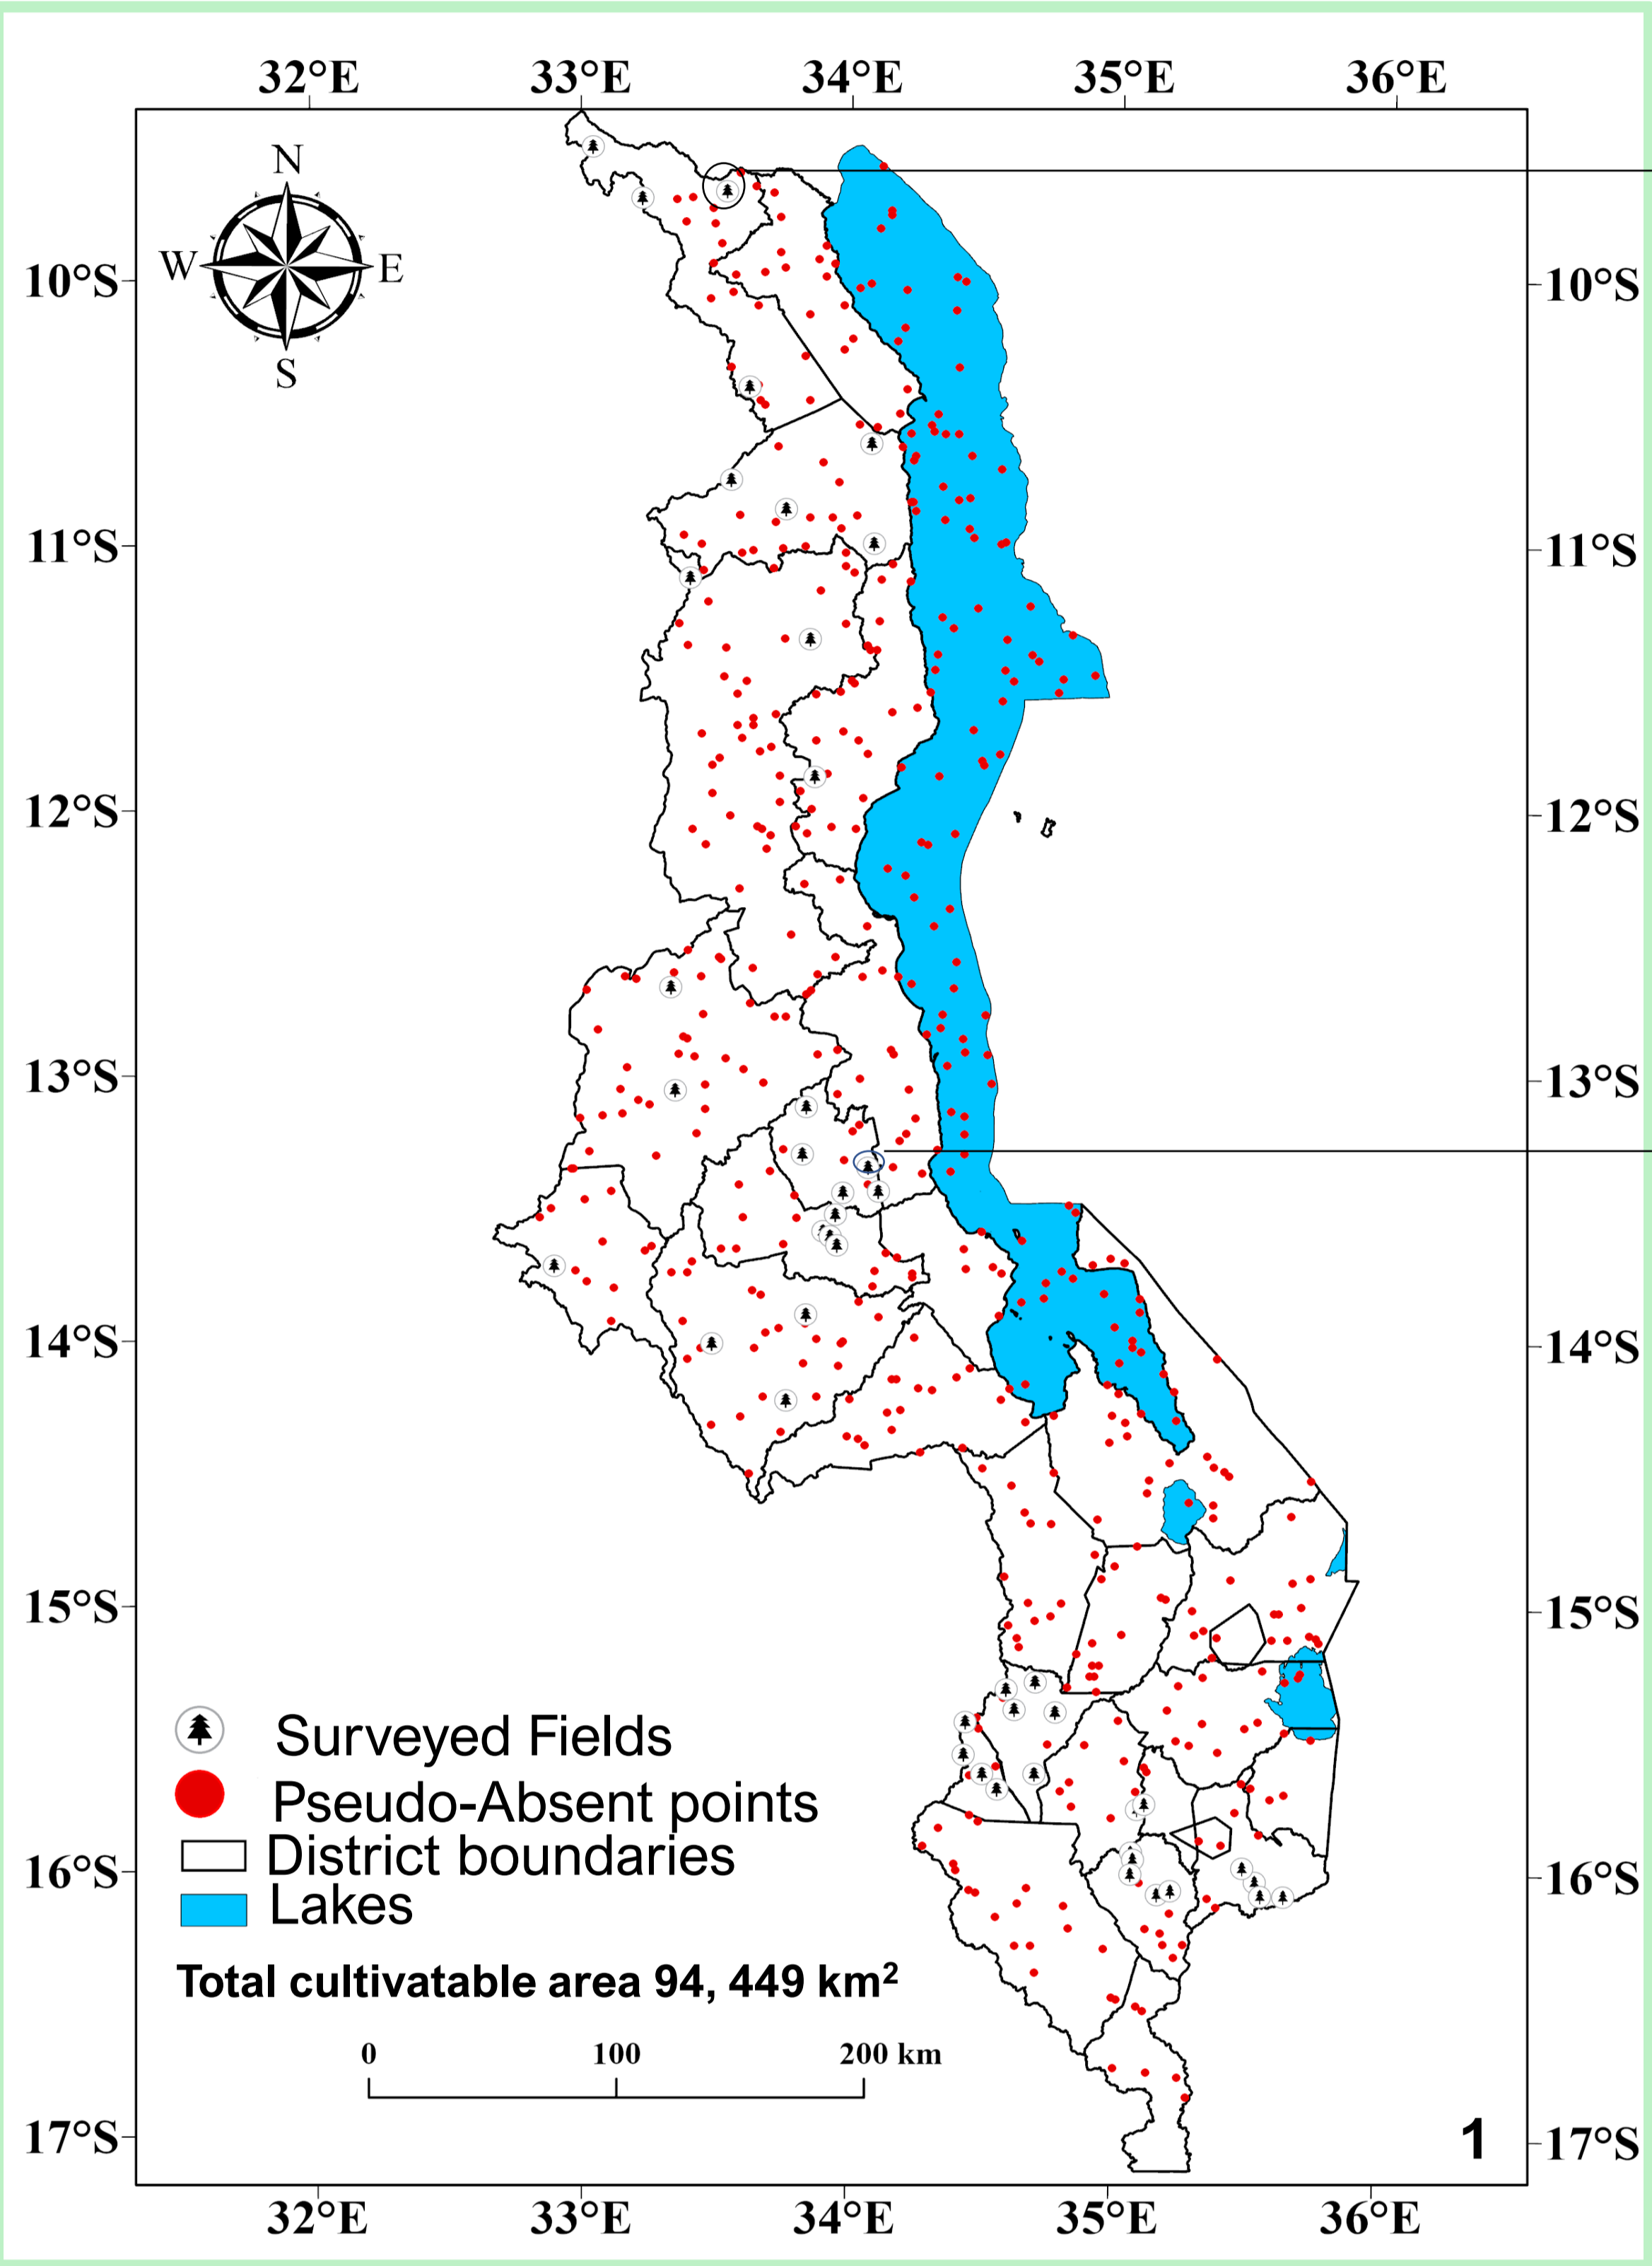 32°E 33°E 34°E 35°E 36°E
N
W E
S
10°S 10°S
11°S 11°S
12°S 12°S
13°S 13°S
14°S 14°S
15°S 15°S
16°S 16°S
17°S 17°S
Surveyed Fields
Pseudo-Absent points
District boundaries
Lakes
Total cultivatable area 94, 449 km²
0 100 200 km
1
32°E 33°E 34°E 35°E 36°E